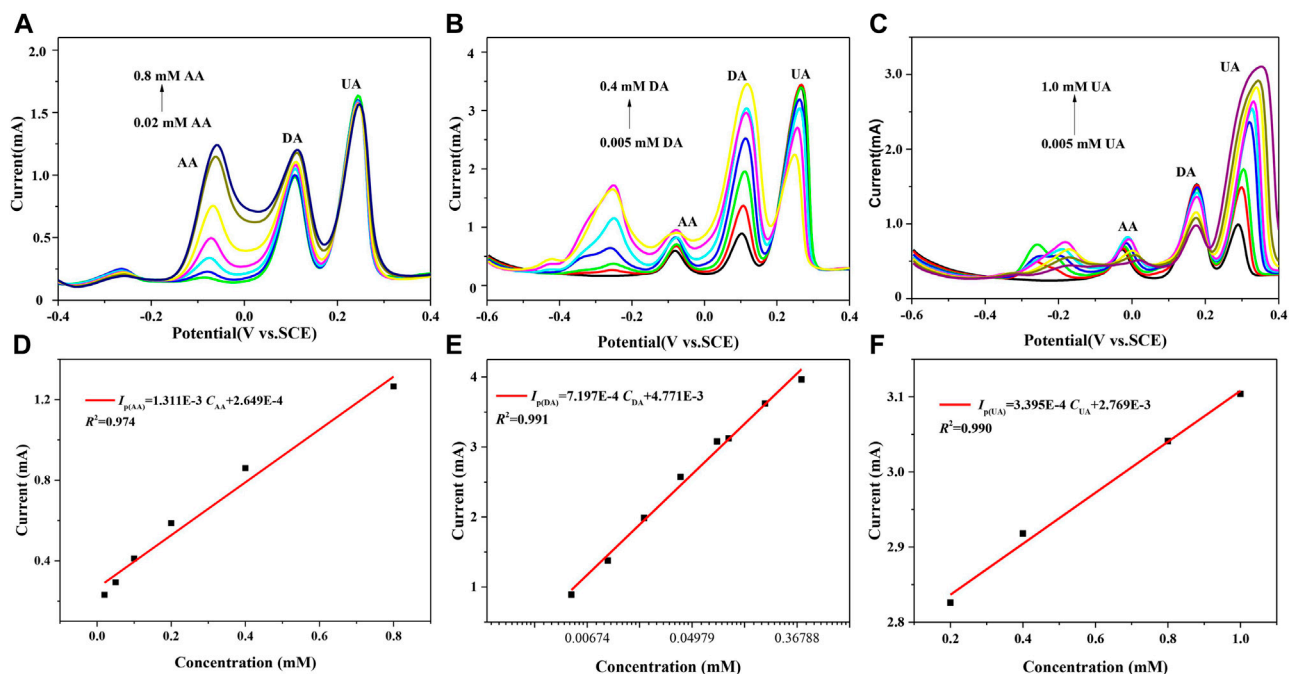 A
2.0
1.5
1.0
0.5
0
Current(mA)
0.8 mM AA
0.02 mM AA
AA
DA
UA
-0.4
-0.2
0.0
0.2
0.4
Potential(V vs.SCE)
B
4
3
2
1
0
Current(mA)
0.4 mM DA
0.005 mM DA
AA
DA
UA
-0.6
-0.4
-0.2
0.0
0.2
0.4
Potential(V vs.SCE)
C
4.0
3.0
2.0
1.0
0
Current(mA)
1.0 mM UA
0.005 mM UA
AA
DA
UA
-0.6
-0.4
-0.2
0.0
0.2
0.4
Potential(V vs.SCE)
D
1.2
0.8
0.4
Current (mA)
Ip(AA)=1.311E-3 CAA+2.649E-4
R²=0.974
0.0
0.2
0.4
0.6
0.8
Concentration (mM)
E
4
3
2
1
Current (mA)
Ip(DA)=7.197E-4 CDA+4.771E-3
R²=0.991
0.00674
0.04979
0.36788
Concentration (mM)
F
3.1
3.0
2.9
2.8
Current (mA)
Ip(UA)=3.395E-4 CUA+2.769E-3
R²=0.990
0.2
0.4
0.6
0.8
1.0
Concentration (mM)